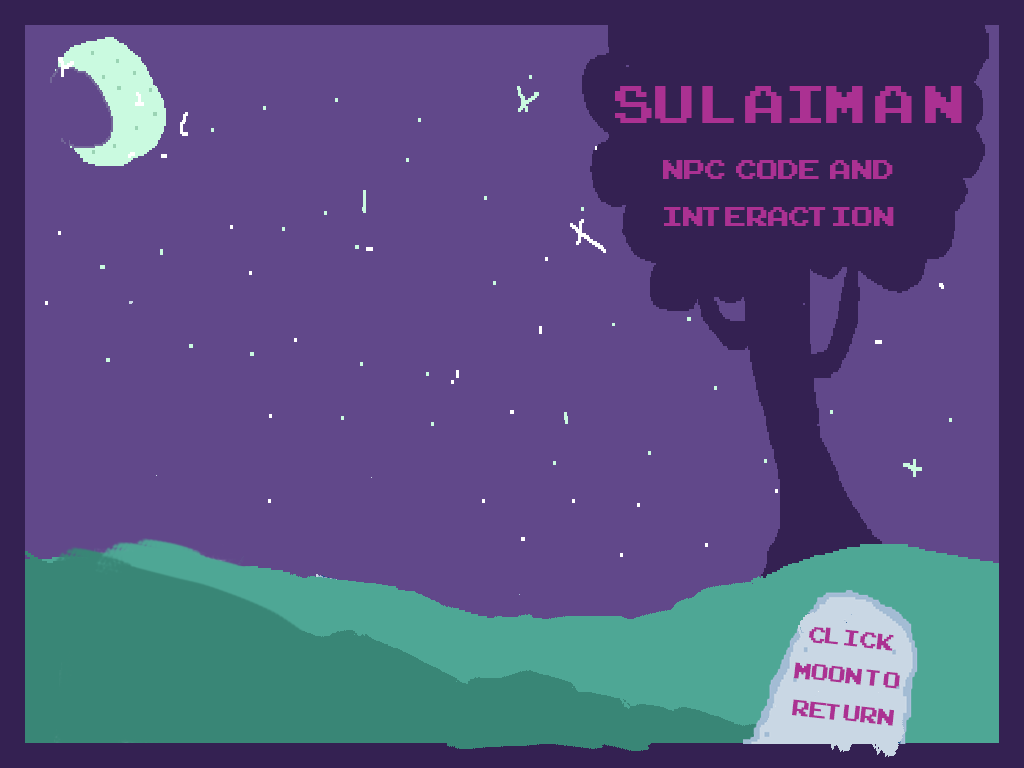 SULAIMAN
NPC CODE AND
INTERACTION
CLICK
MOONTO
RETURN